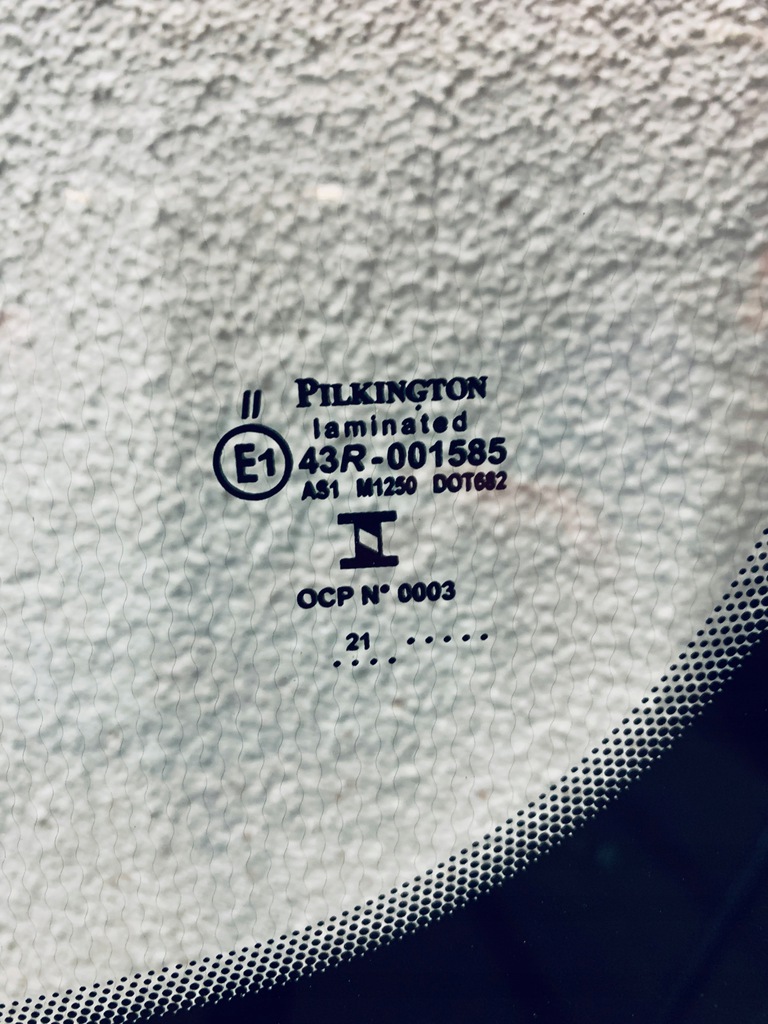 II PILKINGTON
laminated
E1 43R-001585
AS1 M1250 DOT682
OCP N° 0003
21 .....
....